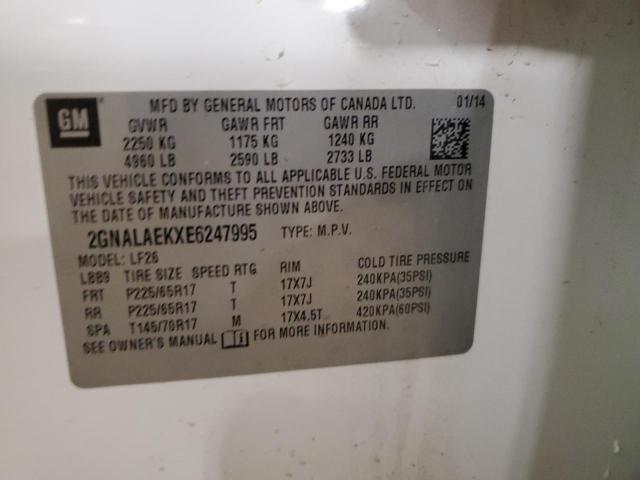 GM
MFD BY GENERAL MOTORS OF CANADA LTD. 01/14
GVWR GAWR FRT GAWR RR
2250 KG 1175 KG 1240 KG
4960 LB 2590 LB 2733 LB
THIS VEHICLE CONFORMS TO ALL APPLICABLE U.S. FEDERAL MOTOR
VEHICLE SAFETY AND THEFT PREVENTION STANDARDS IN EFFECT ON
THE DATE OF MANUFACTURE SHOWN ABOVE.
2GNALAEKXE6247995 TYPE: M.P.V.
MODEL: LF26
LBB9 TIRE SIZE SPEED RTG RIM COLD TIRE PRESSURE
FRT P225/65R17 T 17X7J 240KPA(35PSI)
RR P225/65R17 T 17X7J 240KPA(35PSI)
SPA T145/70R17 M 17X4.5T 420KPA(60PSI)
SEE OWNER'S MANUAL FOR MORE INFORMATION.